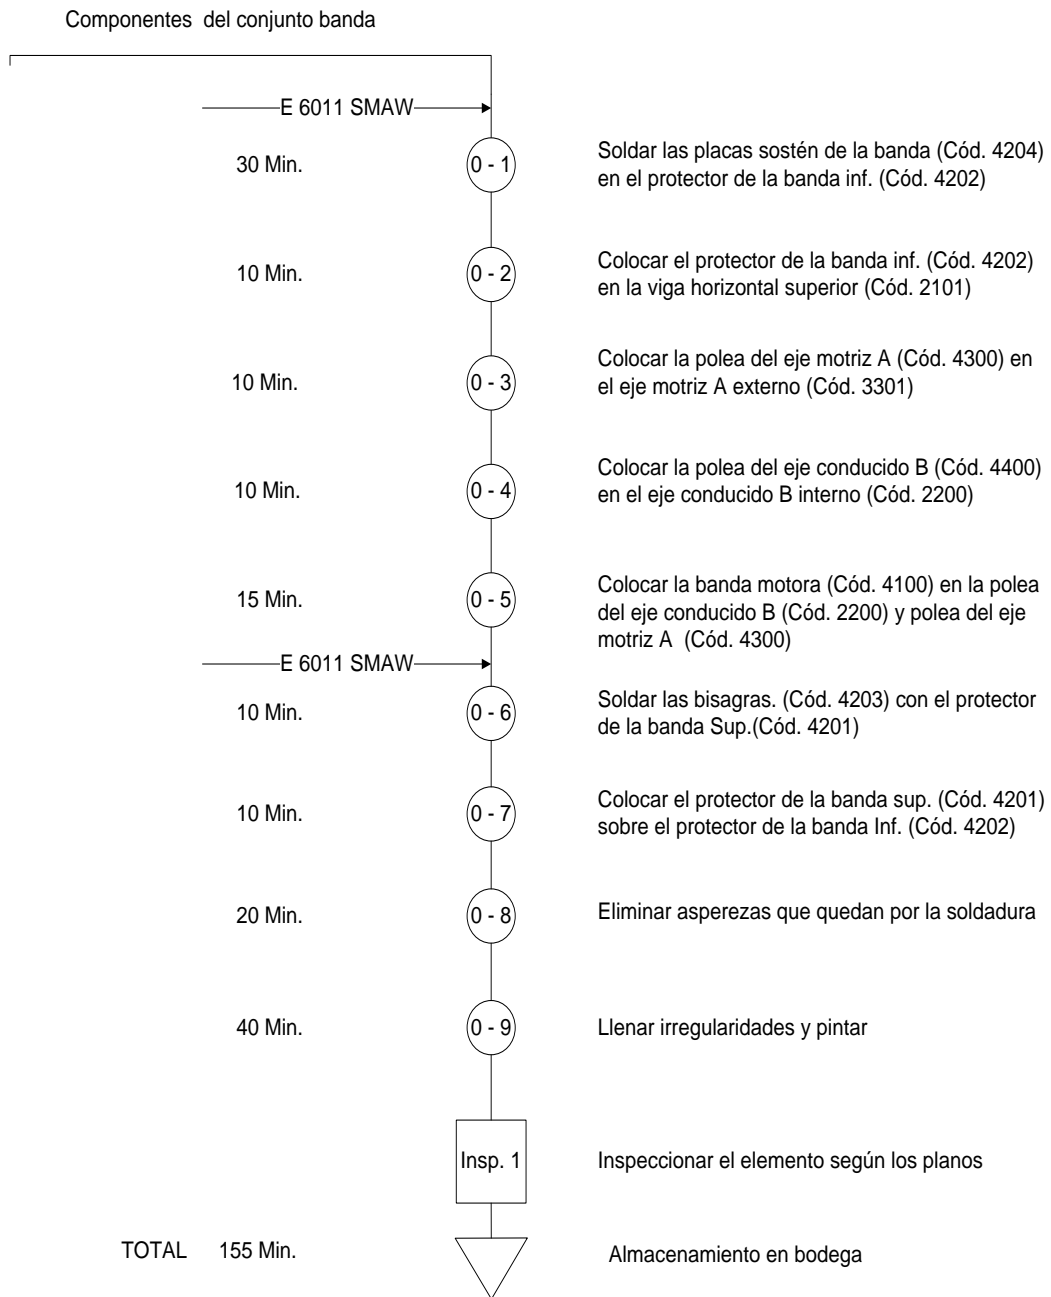 Componentes  del conjunto banda
E 6011 SMAW
30 Min.
0 - 1
Soldar las placas sostén de la banda (Cód. 4204)
en el protector de la banda inf. (Cód. 4202)
10 Min.
0 - 2
Colocar el protector de la banda inf. (Cód. 4202)
en la viga horizontal superior (Cód. 2101)
10 Min.
0 - 3
Colocar la polea del eje motriz A (Cód. 4300) en
el eje motriz A externo (Cód. 3301)
10 Min.
0 - 4
Colocar la polea del eje conducido B (Cód. 4400)
en el eje conducido B interno (Cód. 2200)
15 Min.
0 - 5
Colocar la banda motora (Cód. 4100) en la polea
del eje conducido B (Cód. 2200) y polea del eje
motriz A  (Cód. 4300)
E 6011 SMAW
10 Min.
0 - 6
Soldar las bisagras. (Cód. 4203) con el protector
de la banda Sup.(Cód. 4201)
10 Min.
0 - 7
Colocar el protector de la banda sup. (Cód. 4201)
sobre el protector de la banda Inf. (Cód. 4202)
20 Min.
0 - 8
Eliminar asperezas que quedan por la soldadura
40 Min.
0 - 9
Llenar irregularidades y pintar
Insp. 1
Inspeccionar el elemento según los planos
TOTAL 155 Min.
Almacenamiento en bodega